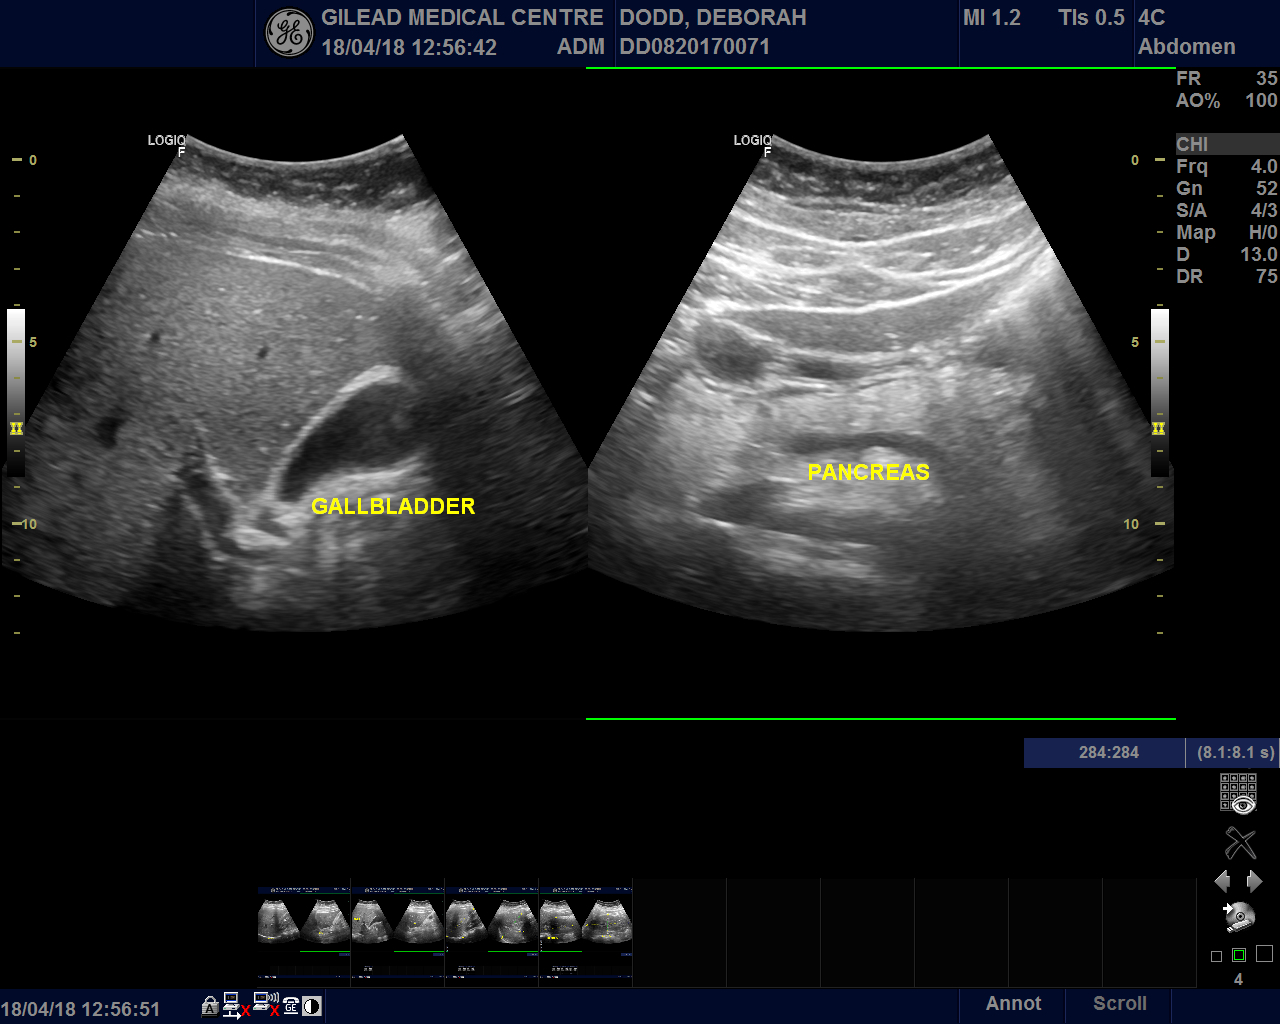 GILEAD MEDICAL CENTRE
18/04/18 12:56:42 ADM
DODD, DEBORAH
DD0820170071
MI 1.2 TIs 0.5
4C
Abdomen
FR 35
AO% 100
CHI
Frq 4.0
Gn 52
S/A 4/3
Map H/0
D 13.0
DR 75
LOGIQ
F
0
5
10
GALLBLADDER
LOGIQ
F
0
5
10
PANCREAS
284:284 (8.1:8.1 s)
4
18/04/18 12:56:51
A
GE
Annot
Scroll